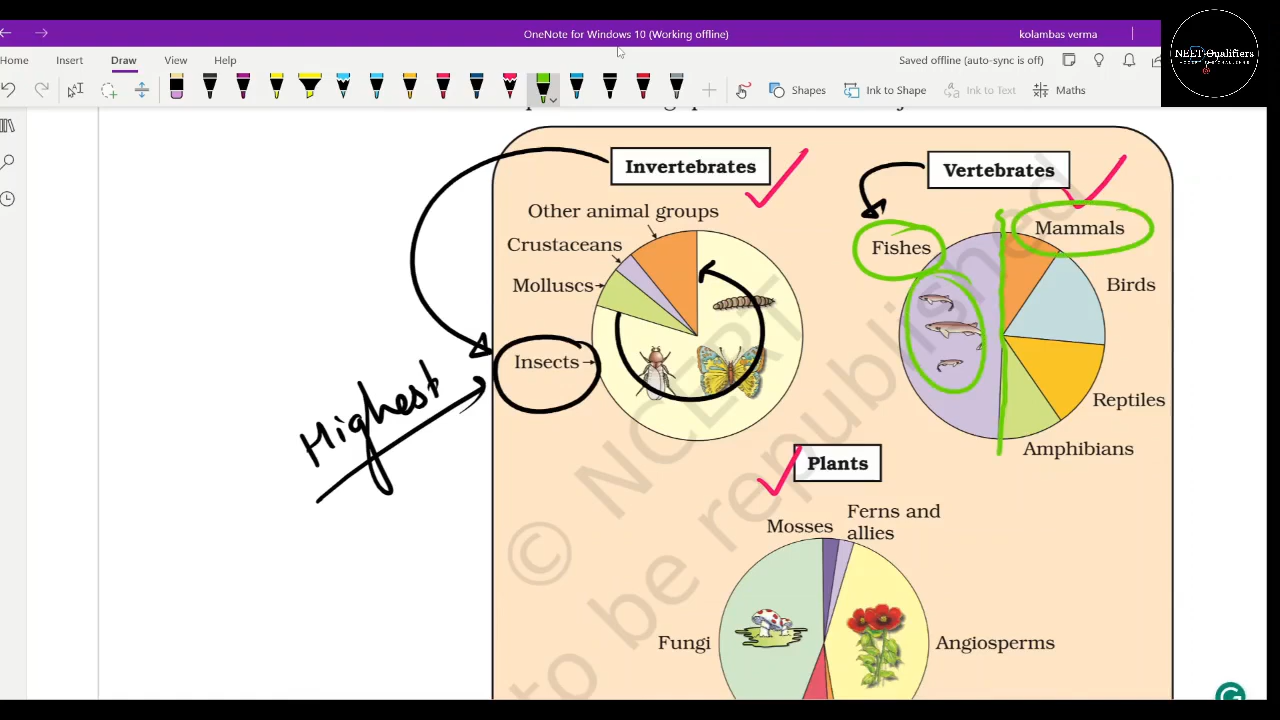 OneNote for Windows 10 (Working offline)
kolambas verma
NEET Qualifiers
Home Insert Draw View Help
Saved offline (auto-sync is off)
Shapes Ink to Shape Ink to Text Maths
Invertebrates
Vertebrates
Other animal groups
Mammals
Crustaceans
Fishes
Molluscs
Birds
Insects
Highest
Reptiles
Amphibians
Plants
Ferns and
allies
Mosses
Fungi
Angiosperms
© NCERT
to be republished